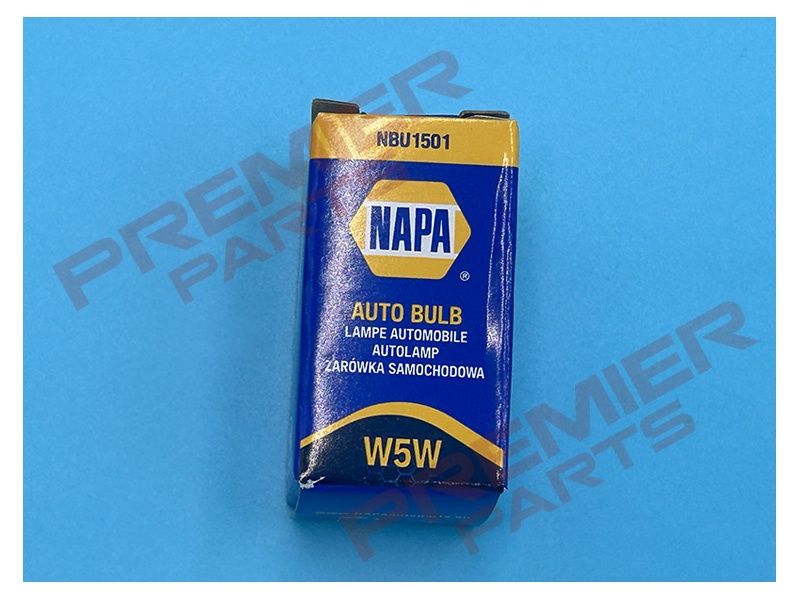 NBU1501
NAPA
®
AUTO BULB
LAMPE AUTOMOBILE
AUTOLAMP
ŻARÓWKA SAMOCHODOWA
W5W
PREMIER
PARTS
PREMIER
PARTS